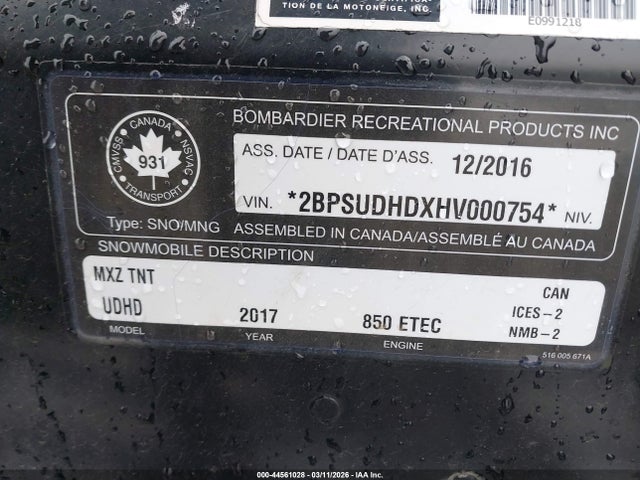 TION DE LA MOTONEIGE, INC.
E0991218
CANADA
CMVSS
NSVAC
931
TRANSPORT
BOMBARDIER RECREATIONAL PRODUCTS INC
ASS. DATE / DATE D'ASS. 12/2016
VIN. *2BPSUDHDXHV000754* NIV.
Type: SNO/MNG ASSEMBLED IN CANADA/ASSEMBLÉ AU CANADA
SNOWMOBILE DESCRIPTION
MXZ TNT CAN
UDHD 2017 850 ETEC ICES-2
NMB-2
MODEL YEAR ENGINE
516 005 671A
000-44561028 - 03/11/2026 - IAA Inc.